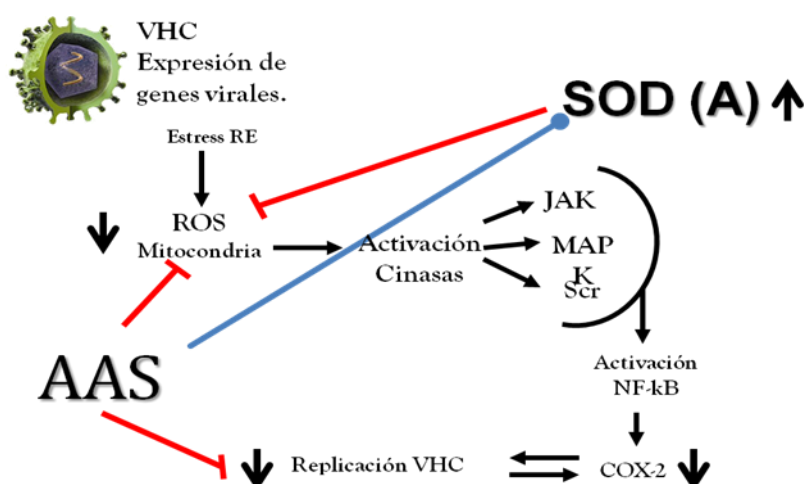 VHC
Expresión de
genes virales.
SOD (A)
Estress RE
ROS
Mitocondria
Activación
Cinasas
JAK
MAP
K
Scr
AAS
Activación
NF-kB
Replicación VHC
COX-2